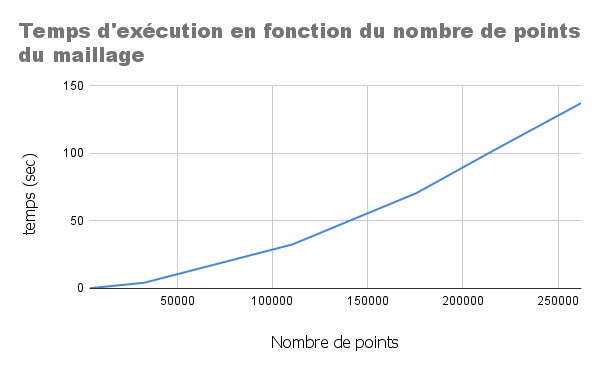 Temps d'exécution en fonction du nombre de points
du maillage
150
100
50
0
temps (sec)
50000 100000 150000 200000 250000
Nombre de points